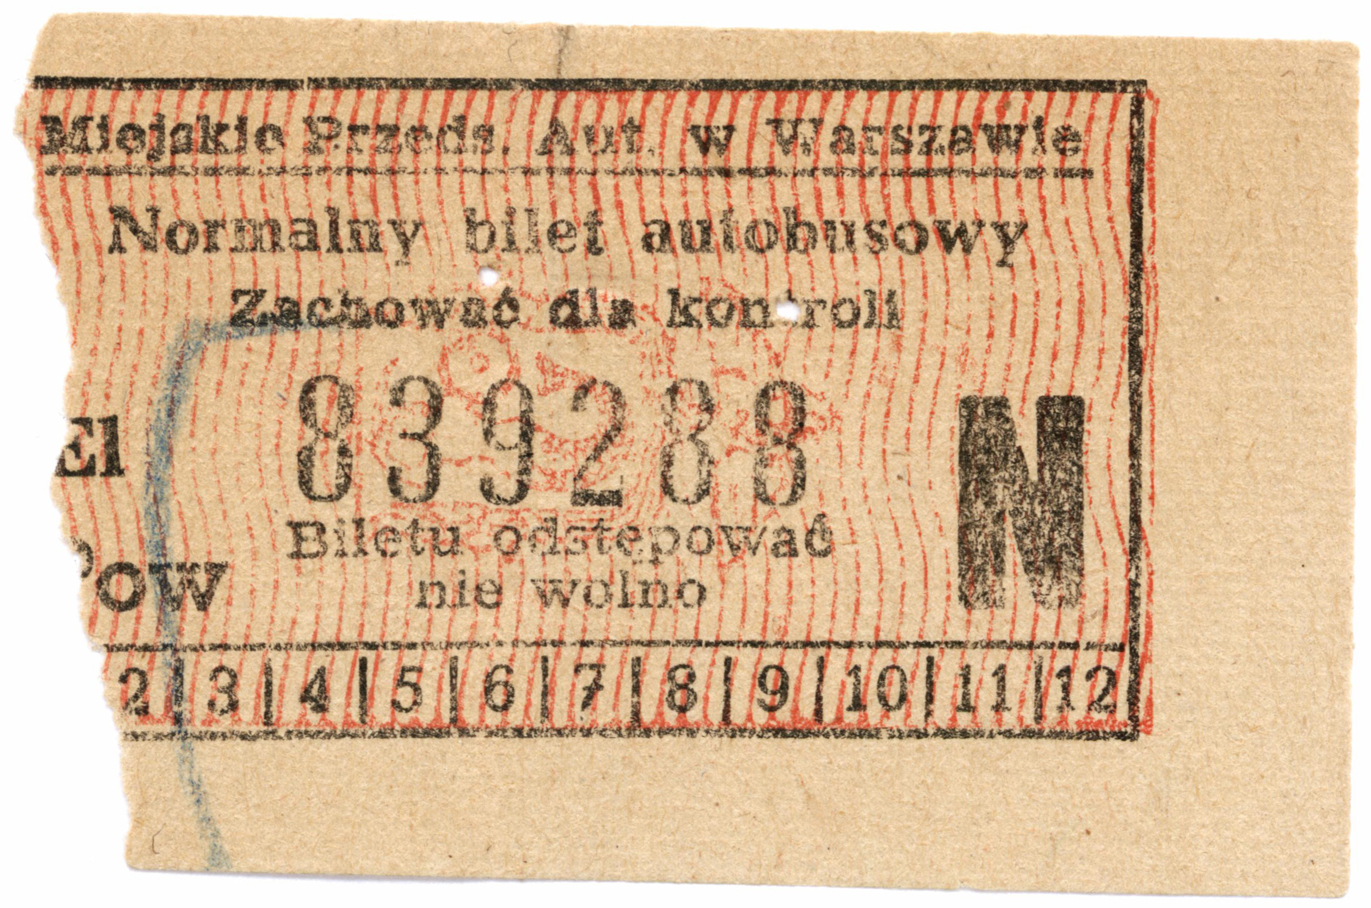 Miejskie Przeds. Aut. w Warszawie
Normalny bilet autobusowy
Zachować dla kontroli
839288
El
N
Biletu odstępować
Pow
nie wolno
2|3|4|5|6|7|8|9|10|11|12